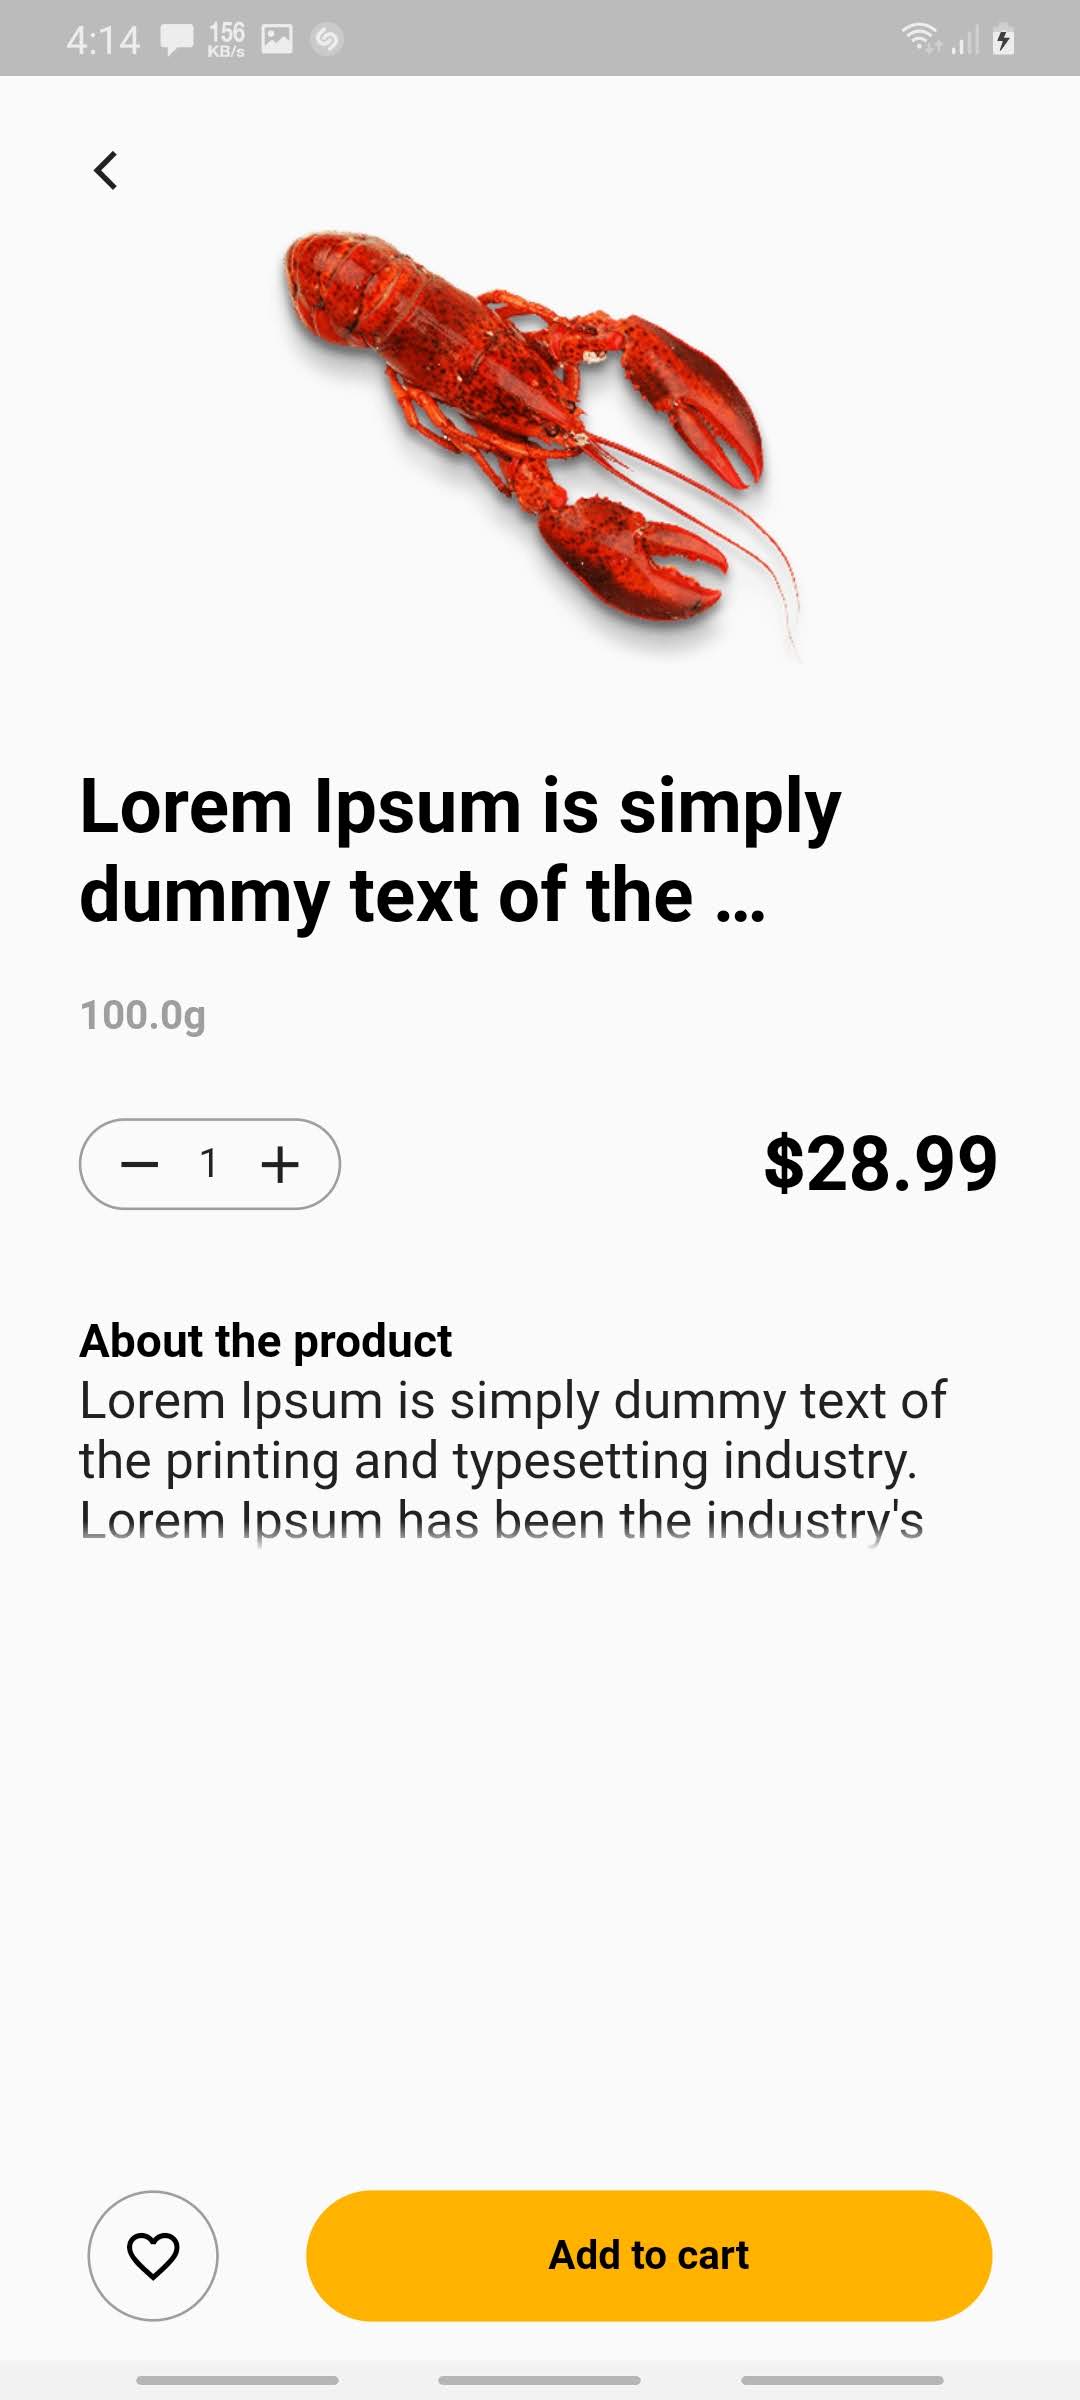 4:14 156 KB/s
Lorem Ipsum is simply
dummy text of the ...
100.0g
1
$28.99
About the product
Lorem Ipsum is simply dummy text of
the printing and typesetting industry.
Lorem Ipsum has been the industry's
Add to cart